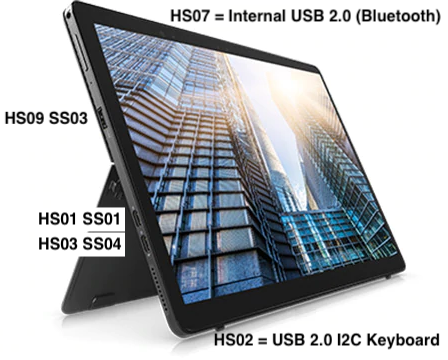 HS07 = Internal USB 2.0 (Bluetooth)
HS09 SS03
HS01 SS01
HS03 SS04
HS02 = USB 2.0 I2C Keyboard